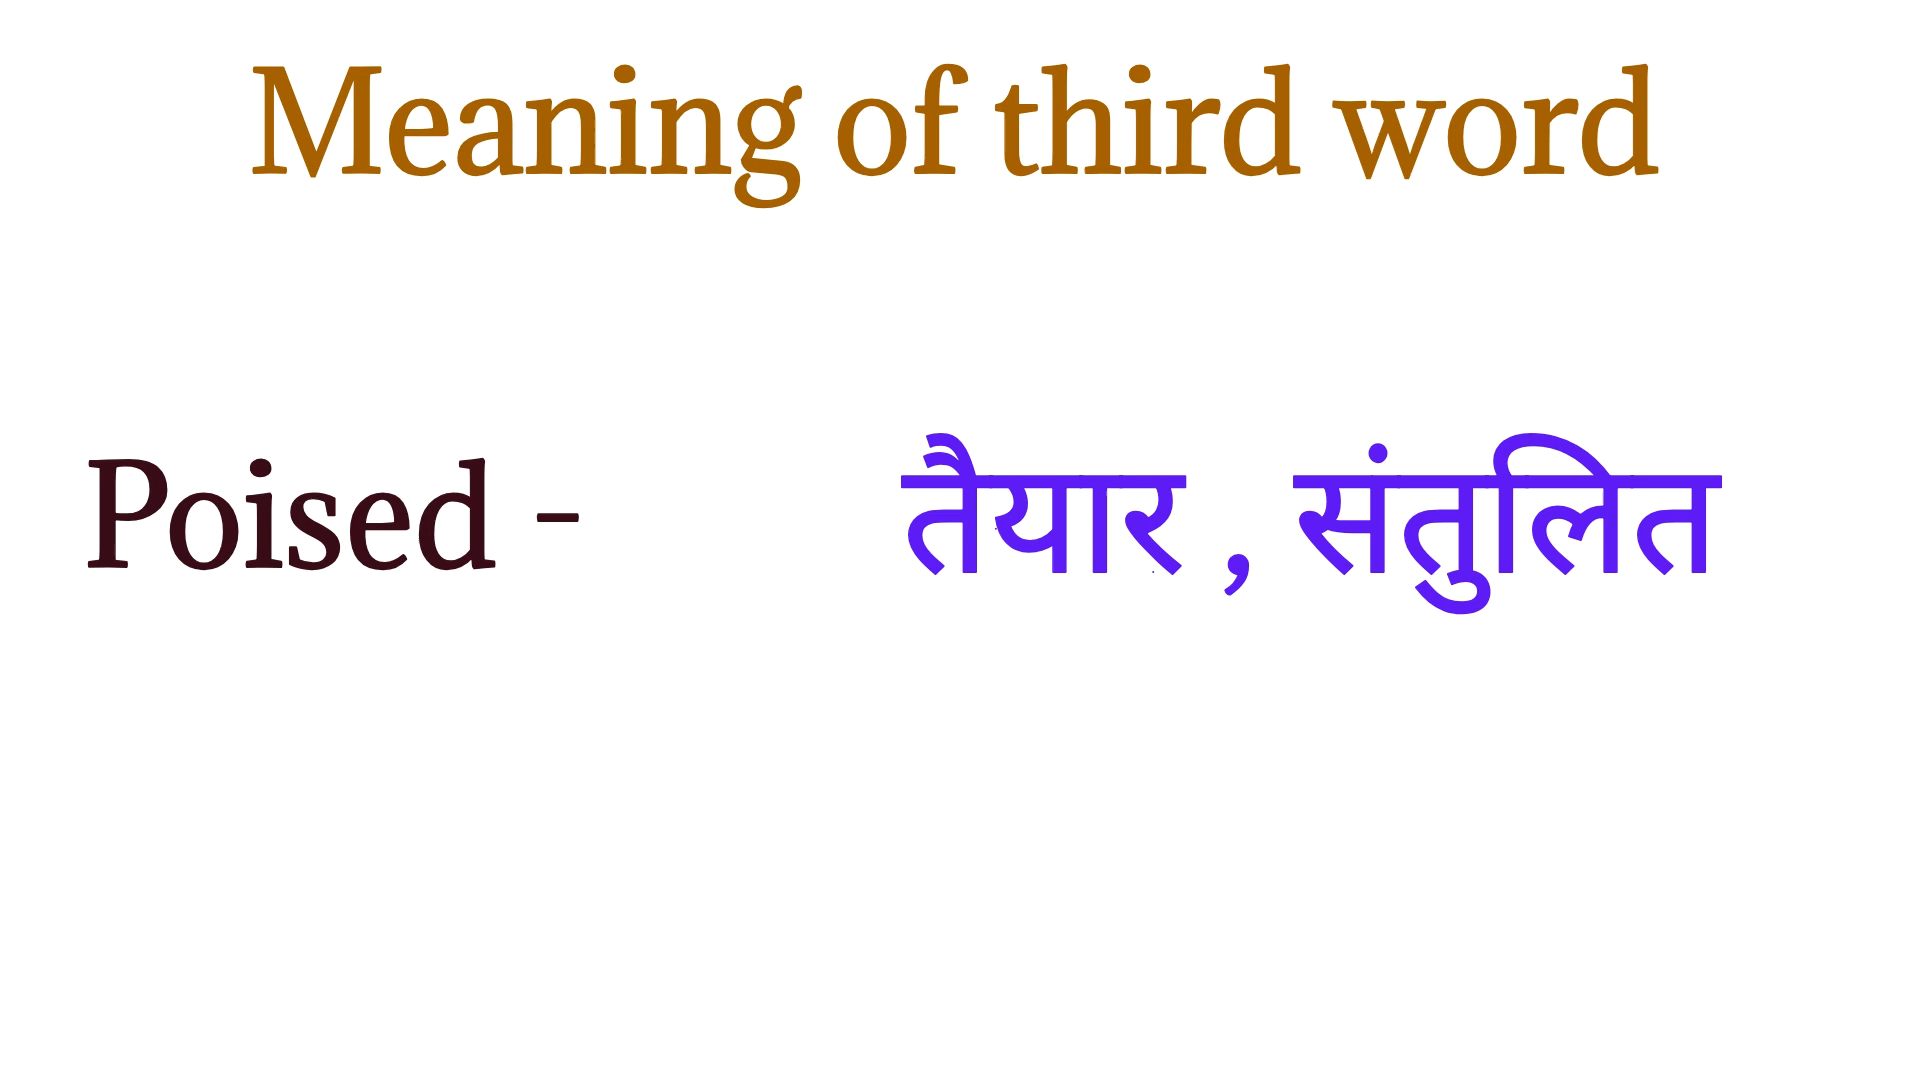 Meaning of third word
Poised - तैयार , संतुलित